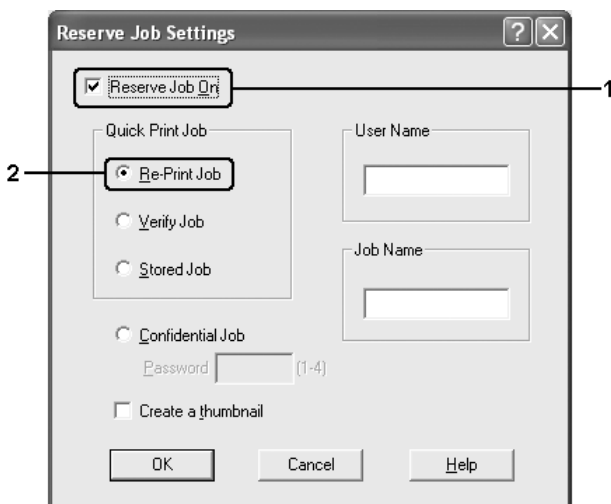 Reserve Job Settings
Reserve Job On
1
Quick Print Job
User Name
2
Re-Print Job
Verify Job
Job Name
Stored Job
Confidential Job
Password (1-4)
Create a thumbnail
OK Cancel Help